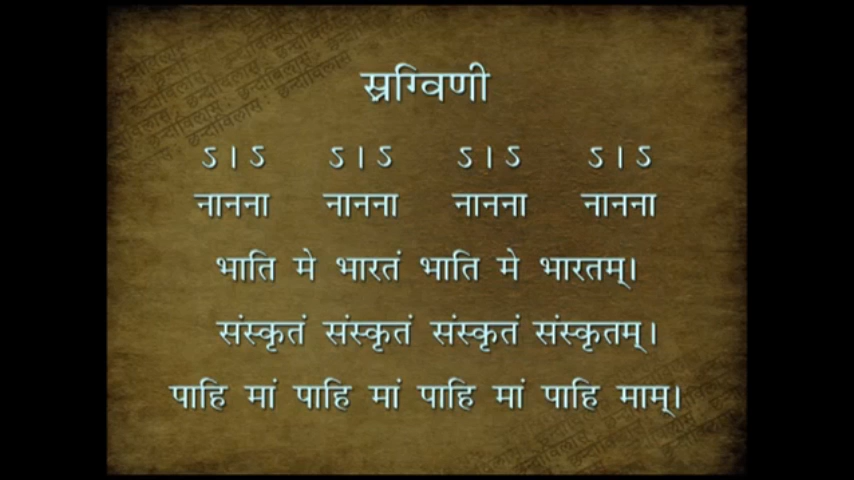 स्रग्विणी
ऽ । ऽ ऽ । ऽ ऽ । ऽ ऽ । ऽ
नानना नानना नानना नानना
भाति मे भारतं भाति मे भारतम्।
संस्कृतं संस्कृतं संस्कृतं संस्कृतम्।
पाहि मां पाहि मां पाहि मां पाहि माम्।